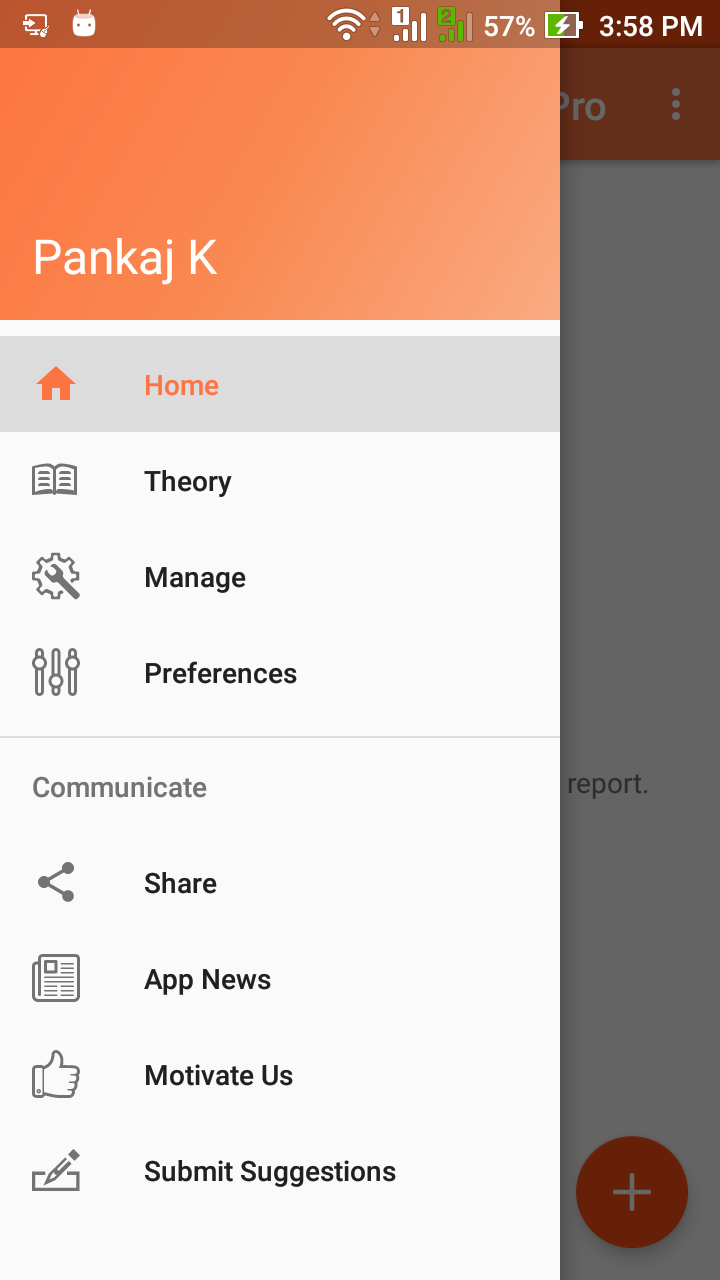 1 2 57% 3:58 PM
Pro
Pankaj K
Home
Theory
Manage
Preferences
report.
Communicate
Share
App News
Motivate Us
Submit Suggestions